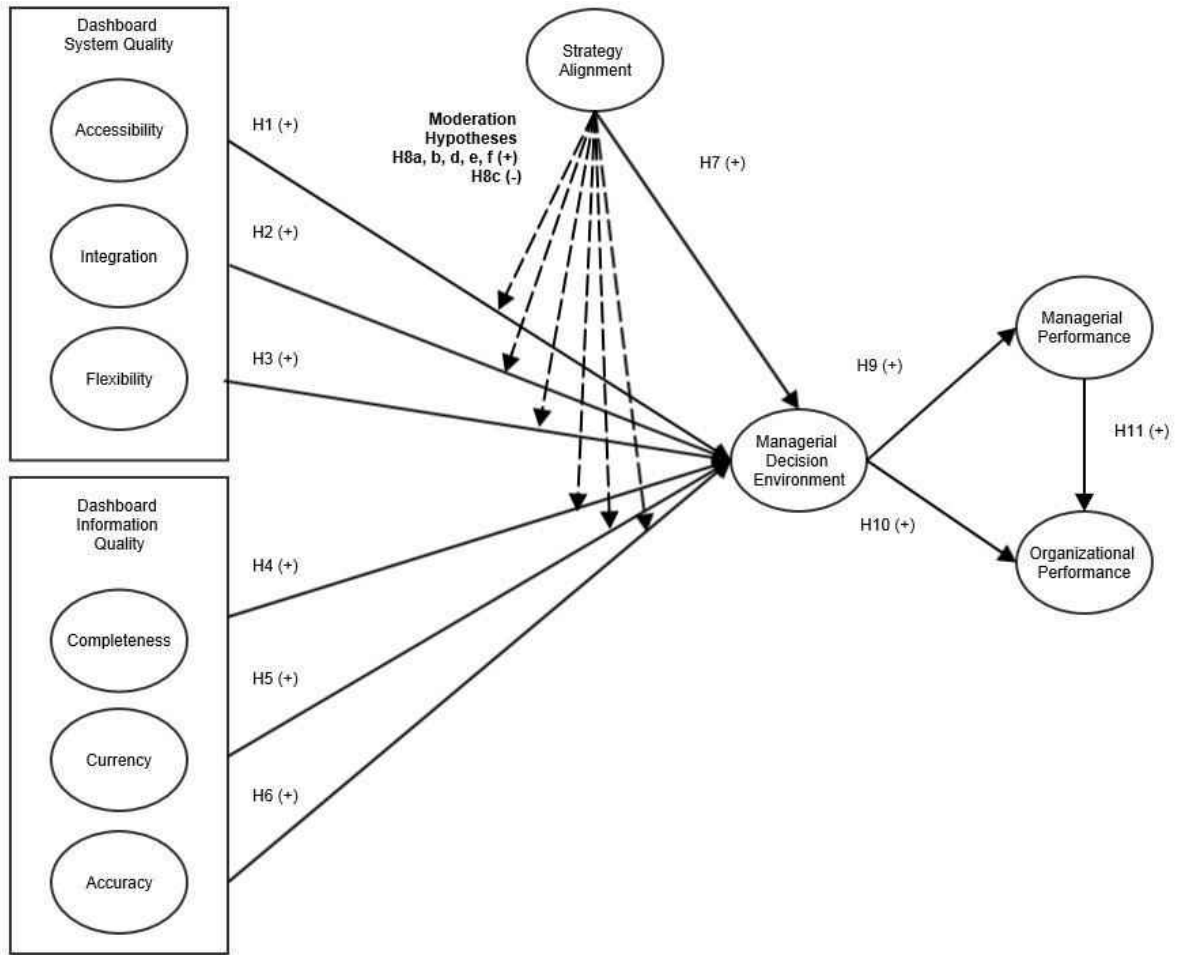 Dashboard
System Quality
Accessibility
Integration
Flexibility
H1 (+)
H2 (+)
H3 (+)
Strategy
Alignment
Moderation
Hypotheses
H8a, b, d, e, f (+)
H8c (-)
H7 (+)
Dashboard
Information
Quality
Completeness
Currency
Accuracy
H4 (+)
H5 (+)
H6 (+)
Managerial
Decision
Environment
H9 (+)
H10 (+)
Managerial
Performance
H11 (+)
Organizational
Performance